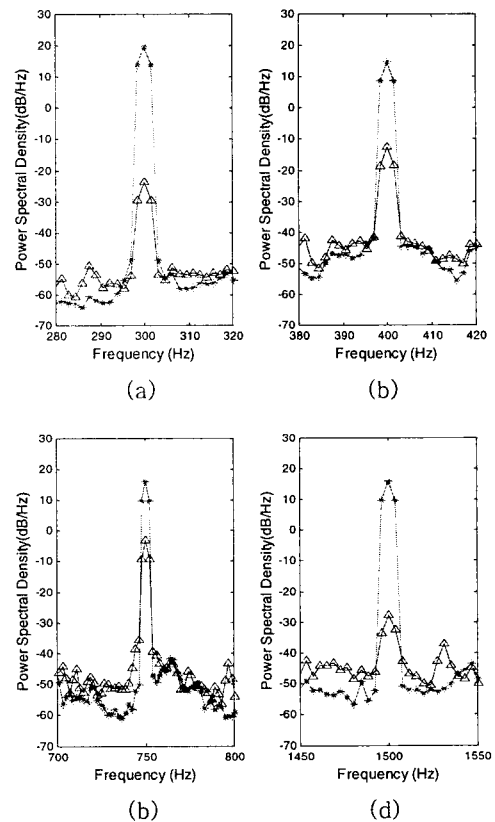 30
20
10
0
-10
-20
-30
-40
-50
-60
-70
Power Spectral Density(dB/Hz)
280 290 300 310 320
Frequency (Hz)
(a)
30
20
10
0
-10
-20
-30
-40
-50
-60
-70
Power Spectral Density(dB/Hz)
380 390 400 410 420
Frequency (Hz)
(b)
30
20
10
0
-10
-20
-30
-40
-50
-60
-70
Power Spectral Density(dB/Hz)
700 750 800
Frequency (Hz)
(b)
30
20
10
0
-10
-20
-30
-40
-50
-60
-70
Power Spectral Density(dB/Hz)
1450 1500 1550
Frequency (Hz)
(d)